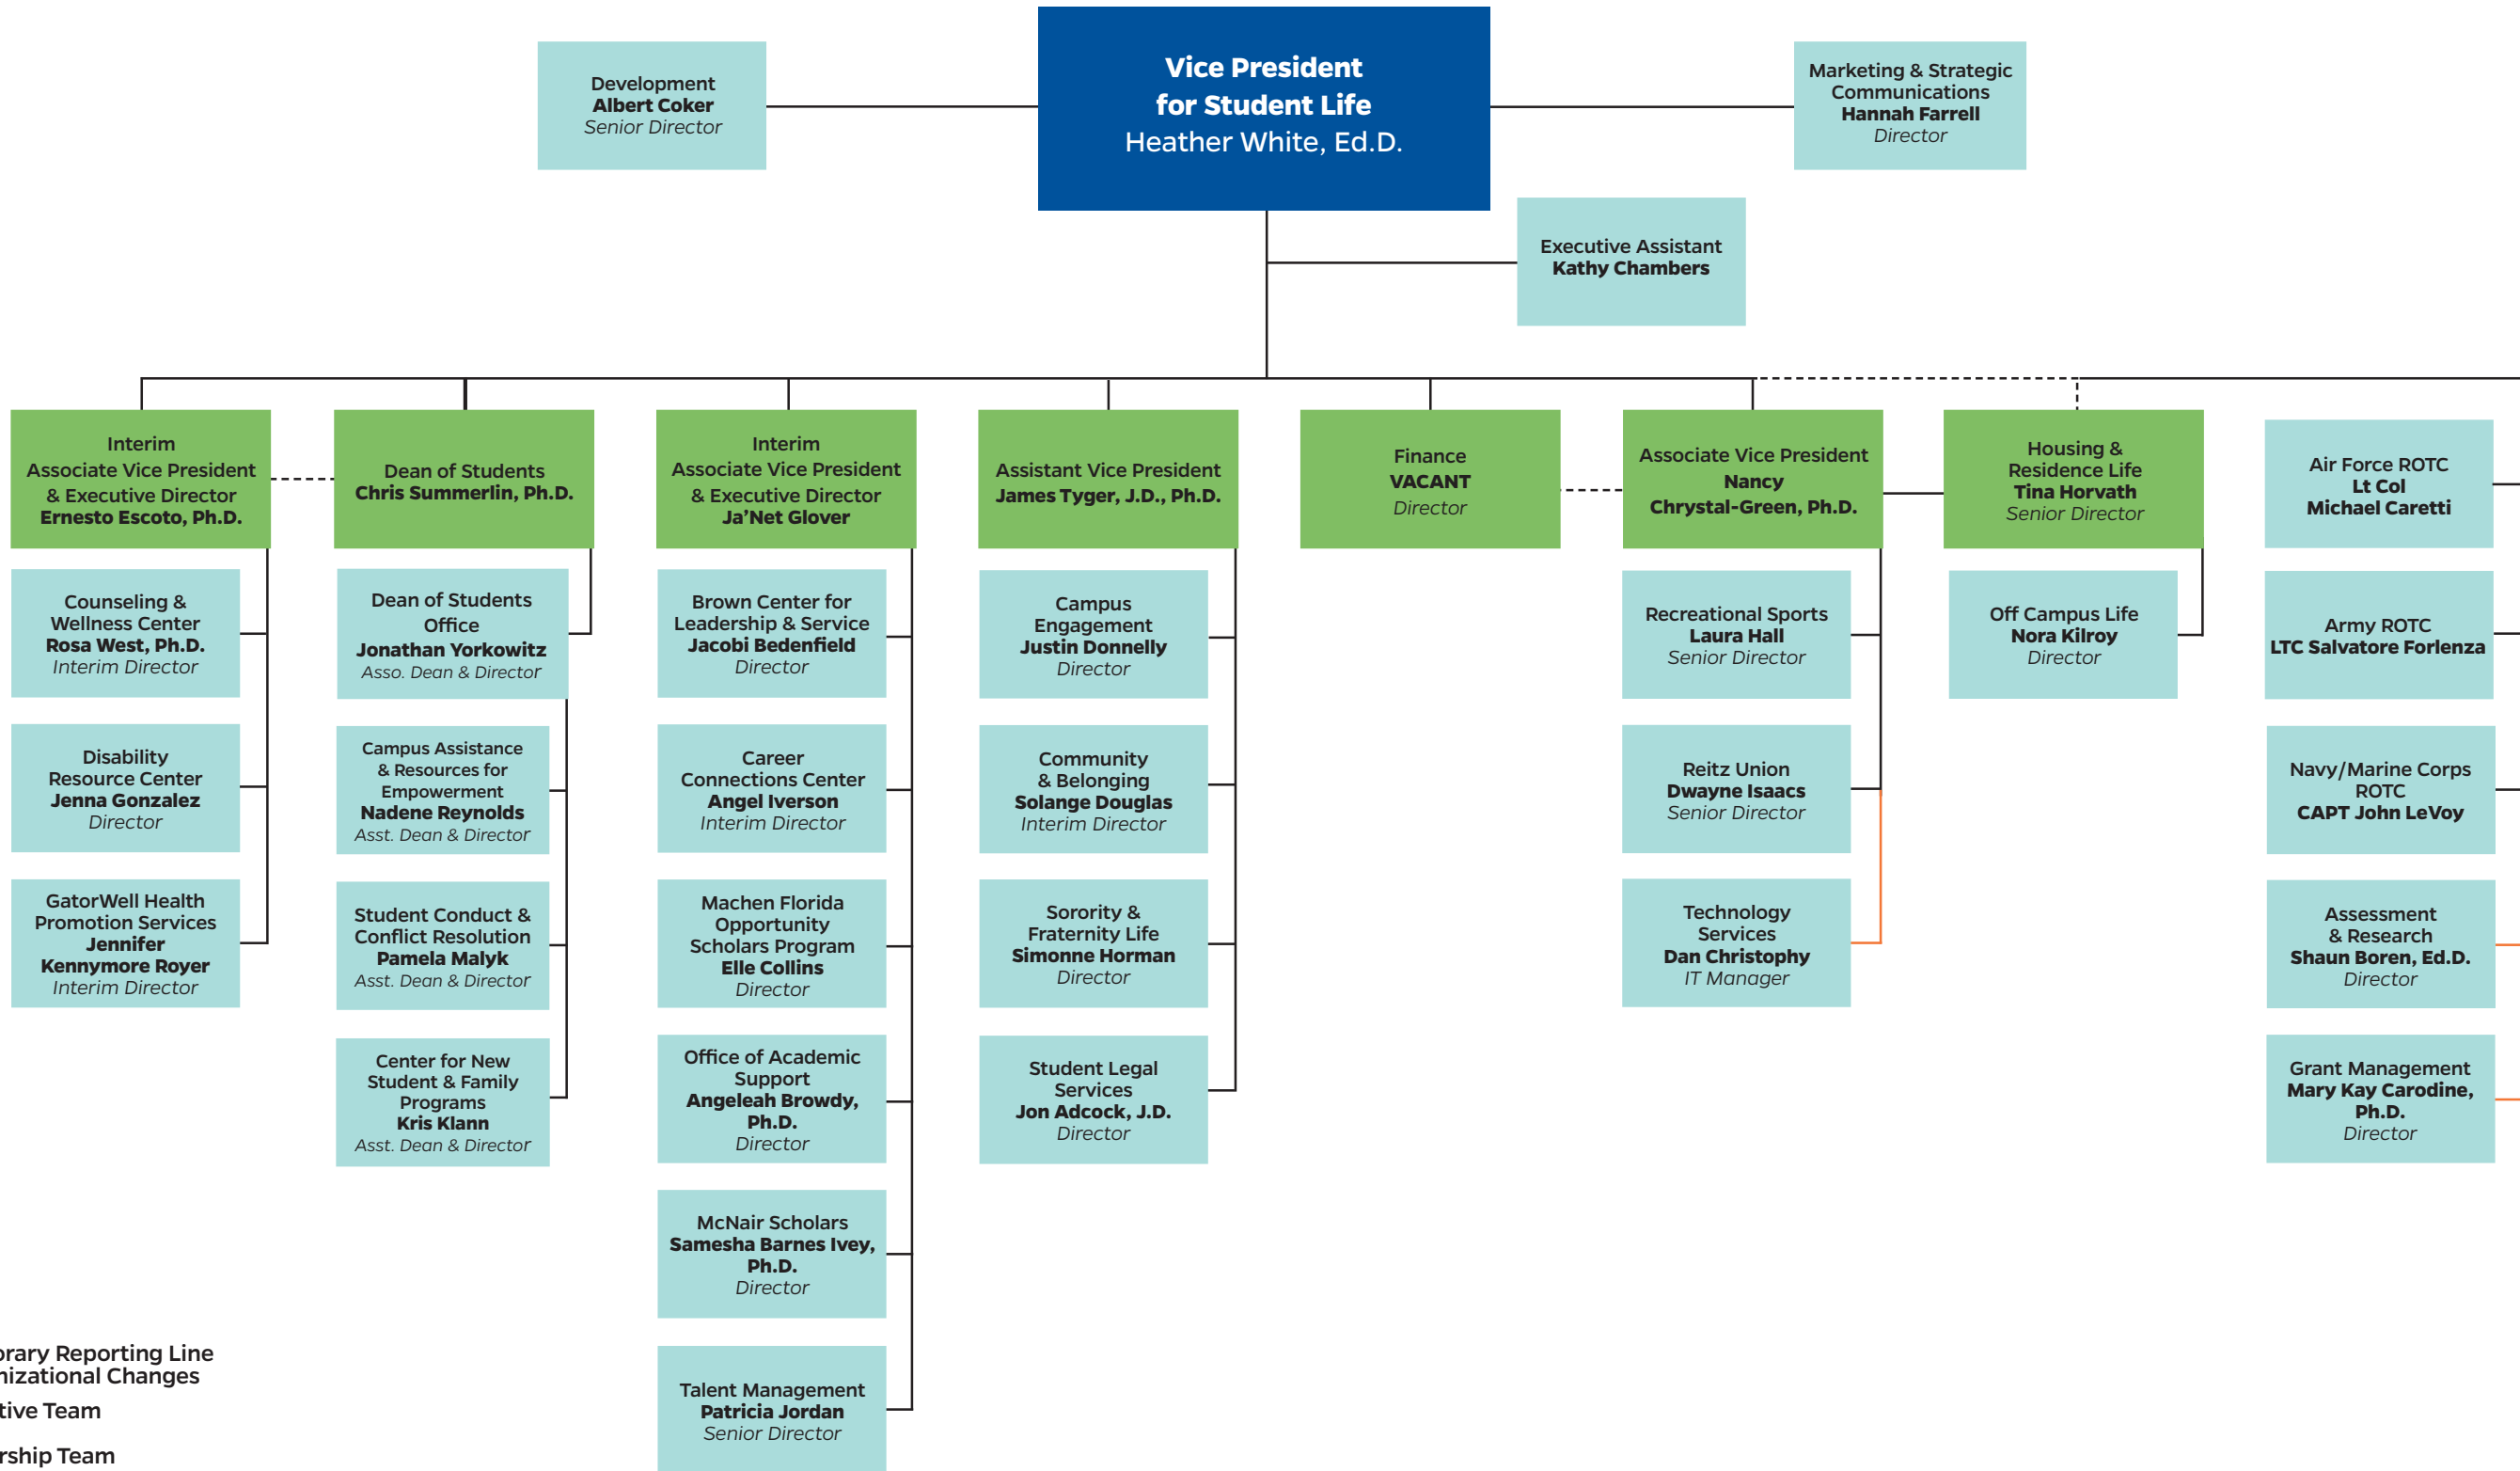 Vice President
for Student Life
Heather White, Ed.D.
Development
Albert Coker
Senior Director
Marketing & Strategic
Communications
Hannah Farrell
Director
Executive Assistant
Kathy Chambers
Interim
Associate Vice President
& Executive Director
Ernesto Escoto, Ph.D.
Counseling &
Wellness Center
Rosa West, Ph.D.
Interim Director
Disability
Resource Center
Jenna Gonzalez
Director
GatorWell Health
Promotion Services
Jennifer
Kennymore Royer
Interim Director
Dean of Students
Chris Summerlin, Ph.D.
Dean of Students
Office
Jonathan Yorkowitz
Asso. Dean & Director
Campus Assistance
& Resources for
Empowerment
Nadene Reynolds
Asst. Dean & Director
Student Conduct &
Conflict Resolution
Pamela Malyk
Asst. Dean & Director
Center for New
Student & Family
Programs
Kris Klann
Asst. Dean & Director
Interim
Associate Vice President
& Executive Director
Ja'Net Glover
Brown Center for
Leadership & Service
Jacobi Bedenfield
Director
Career
Connections Center
Angel Iverson
Interim Director
Machen Florida
Opportunity
Scholars Program
Elle Collins
Director
Office of Academic
Support
Angeleah Browdy,
Ph.D.
Director
McNair Scholars
Samesha Barnes Ivey,
Ph.D.
Director
Talent Management
Patricia Jordan
Senior Director
Assistant Vice President
James Tyger, J.D., Ph.D.
Campus
Engagement
Justin Donnelly
Director
Community
& Belonging
Solange Douglas
Interim Director
Sorority &
Fraternity Life
Simonne Horman
Director
Student Legal
Services
Jon Adcock, J.D.
Director
Finance
VACANT
Director
Associate Vice President
Nancy
Chrystal-Green, Ph.D.
Recreational Sports
Laura Hall
Senior Director
Reitz Union
Dwayne Isaacs
Senior Director
Technology
Services
Dan Christophy
IT Manager
Housing &
Residence Life
Tina Horvath
Senior Director
Off Campus Life
Nora Kilroy
Director
Air Force ROTC
Lt Col
Michael Caretti
Army ROTC
LTC Salvatore Forlenza
Navy/Marine Corps
ROTC
CAPT John LeVoy
Assessment
& Research
Shaun Boren, Ed.D.
Director
Grant Management
Mary Kay Carodine,
Ph.D.
Director
orary Reporting Line
nizational Changes
tive Team
rship Team